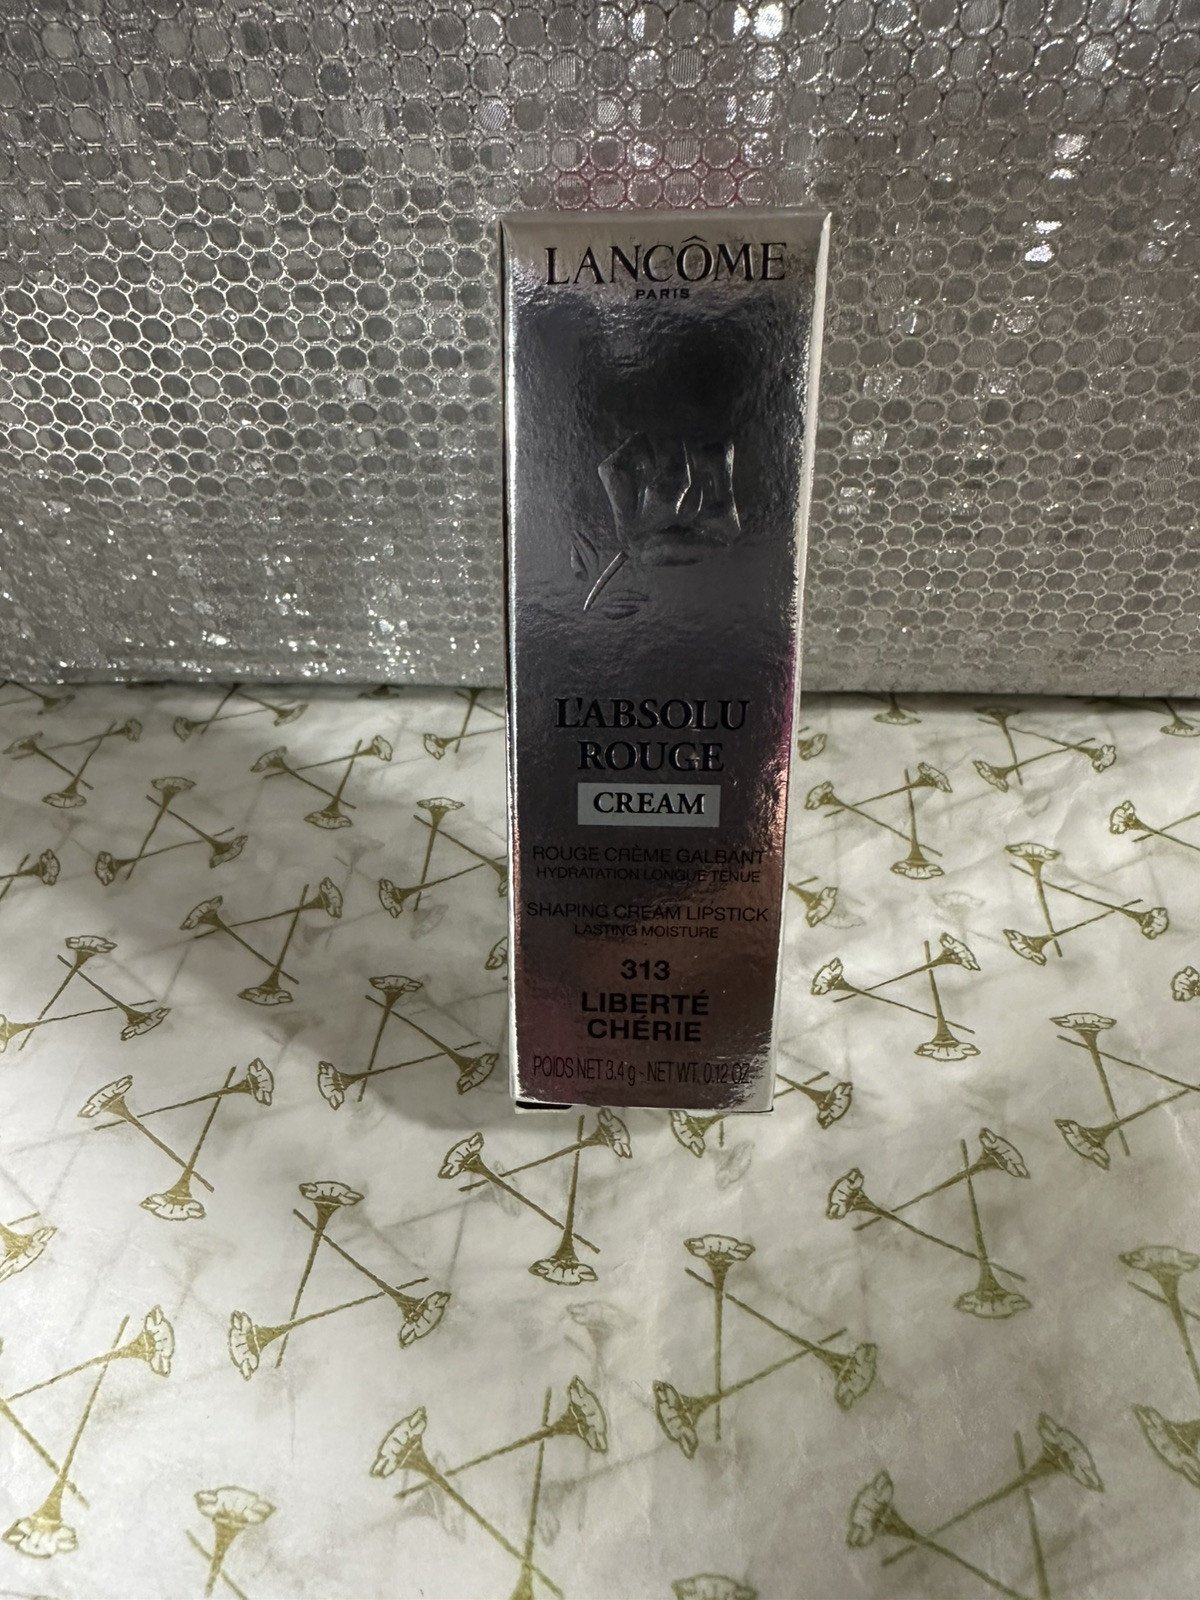 LANCÔME
PARIS
L'ABSOLU
ROUGE
CREAM
ROUGE CRÈME GALBANT
HYDRATATION LONGUE TENUE
SHAPING CREAM LIPSTICK
LASTING MOISTURE
313
LIBERTÉ
CHÉRIE
POIDS NET 3.4 g - NET WT. 0.12 OZ.